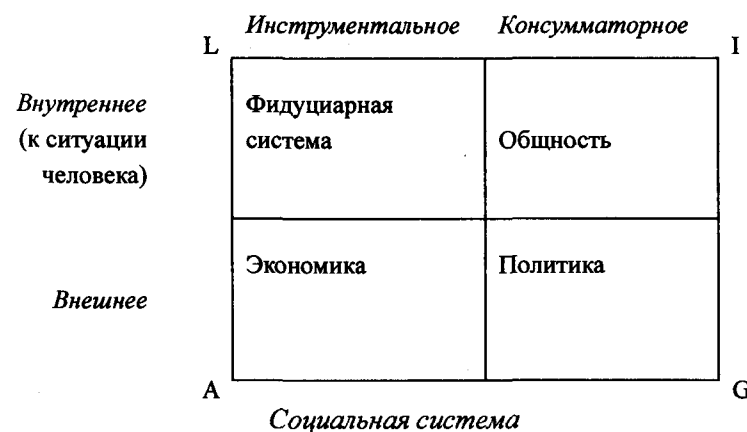 Инструментальное Консумматорное
L I
Внутреннее
(к ситуации
человека)
Фидуциарная
система
Общность
Экономика Политика
Внешнее
A G
Социальная система